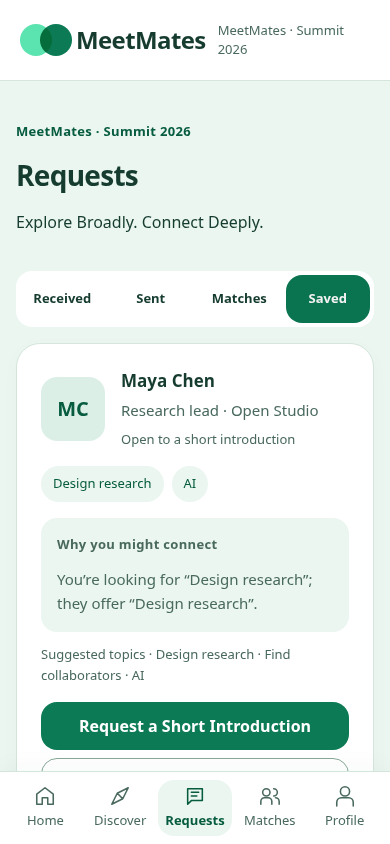 MeetMates
MeetMates · Summit
2026
MeetMates · Summit 2026
Requests
Explore Broadly. Connect Deeply.
Received Sent Matches Saved
MC
Maya Chen
Research lead · Open Studio
Open to a short introduction
Design research AI
Why you might connect
You’re looking for “Design research”;
they offer “Design research”.
Suggested topics · Design research · Find
collaborators · AI
Request a Short Introduction
Home Discover Requests Matches Profile